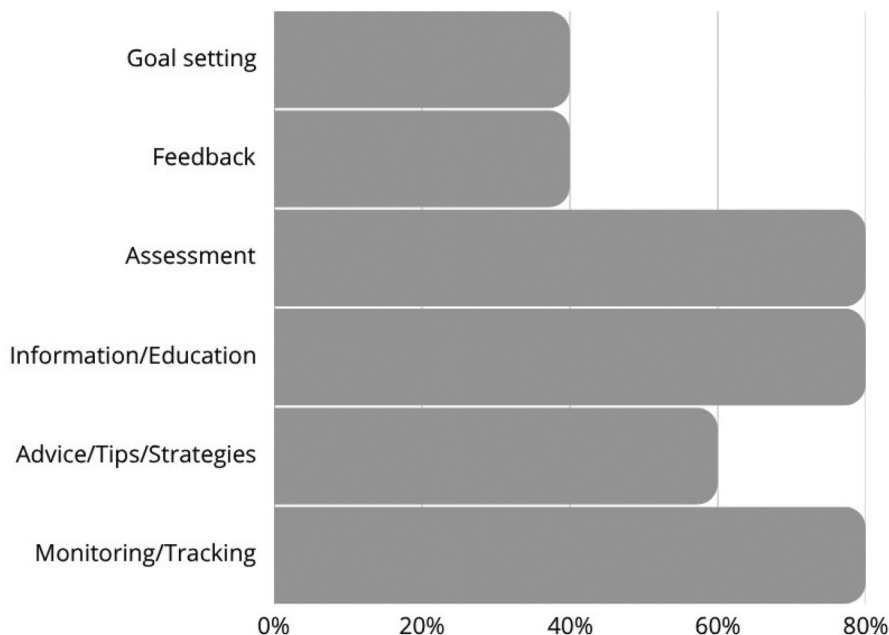 Goal setting
Feedback
Assessment
Information/Education
Advice/Tips/Strategies
Monitoring/Tracking
0% 20% 40% 60% 80%